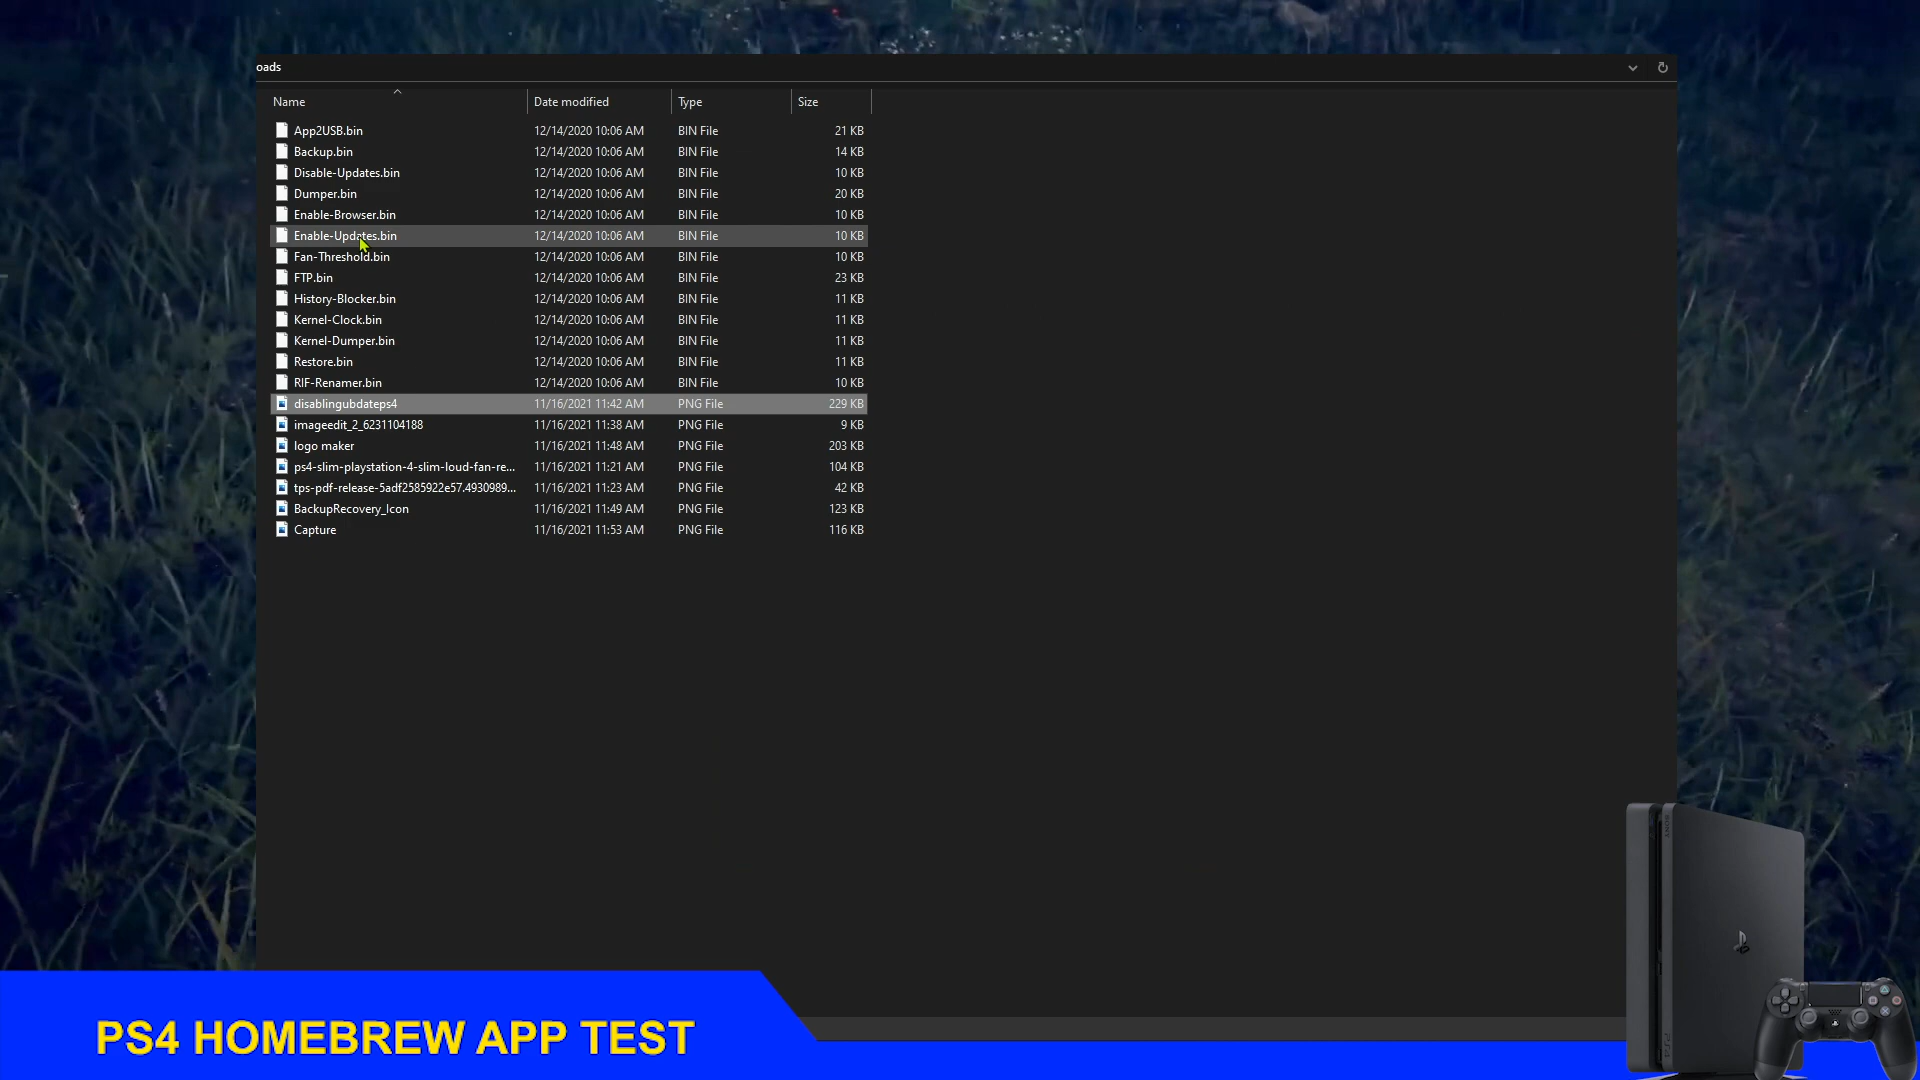 oads
Name Date modified Type Size
App2USB.bin 12/14/2020 10:06 AM BIN File 21 KB
Backup.bin 12/14/2020 10:06 AM BIN File 14 KB
Disable-Updates.bin 12/14/2020 10:06 AM BIN File 10 KB
Dumper.bin 12/14/2020 10:06 AM BIN File 20 KB
Enable-Browser.bin 12/14/2020 10:06 AM BIN File 10 KB
Enable-Updates.bin 12/14/2020 10:06 AM BIN File 10 KB
Fan-Threshold.bin 12/14/2020 10:06 AM BIN File 10 KB
FTP.bin 12/14/2020 10:06 AM BIN File 23 KB
History-Blocker.bin 12/14/2020 10:06 AM BIN File 11 KB
Kernel-Clock.bin 12/14/2020 10:06 AM BIN File 11 KB
Kernel-Dumper.bin 12/14/2020 10:06 AM BIN File 11 KB
Restore.bin 12/14/2020 10:06 AM BIN File 11 KB
RIF-Renamer.bin 12/14/2020 10:06 AM BIN File 10 KB
disablingubdateps4 11/16/2021 11:42 AM PNG File 229 KB
imageedit_2_6231104188 11/16/2021 11:38 AM PNG File 9 KB
logo maker 11/16/2021 11:48 AM PNG File 203 KB
ps4-slim-playstation-4-slim-loud-fan-re... 11/16/2021 11:21 AM PNG File 104 KB
tps-pdf-release-5adf2585922e57.4930989... 11/16/2021 11:23 AM PNG File 42 KB
BackupRecovery_Icon 11/16/2021 11:49 AM PNG File 123 KB
Capture 11/16/2021 11:53 AM PNG File 116 KB
SONY
PS4
PS4 HOMEBREW APP TEST